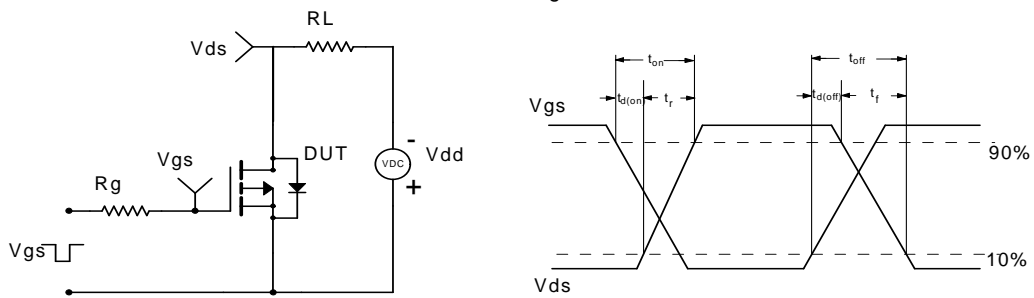 g
RL
Vds
DUT
-
VDC
+
Vdd
Vgs
Rg
Vgs
ton
toff
td(on)
tr
td(off)
tf
Vgs
90%
10%
Vds